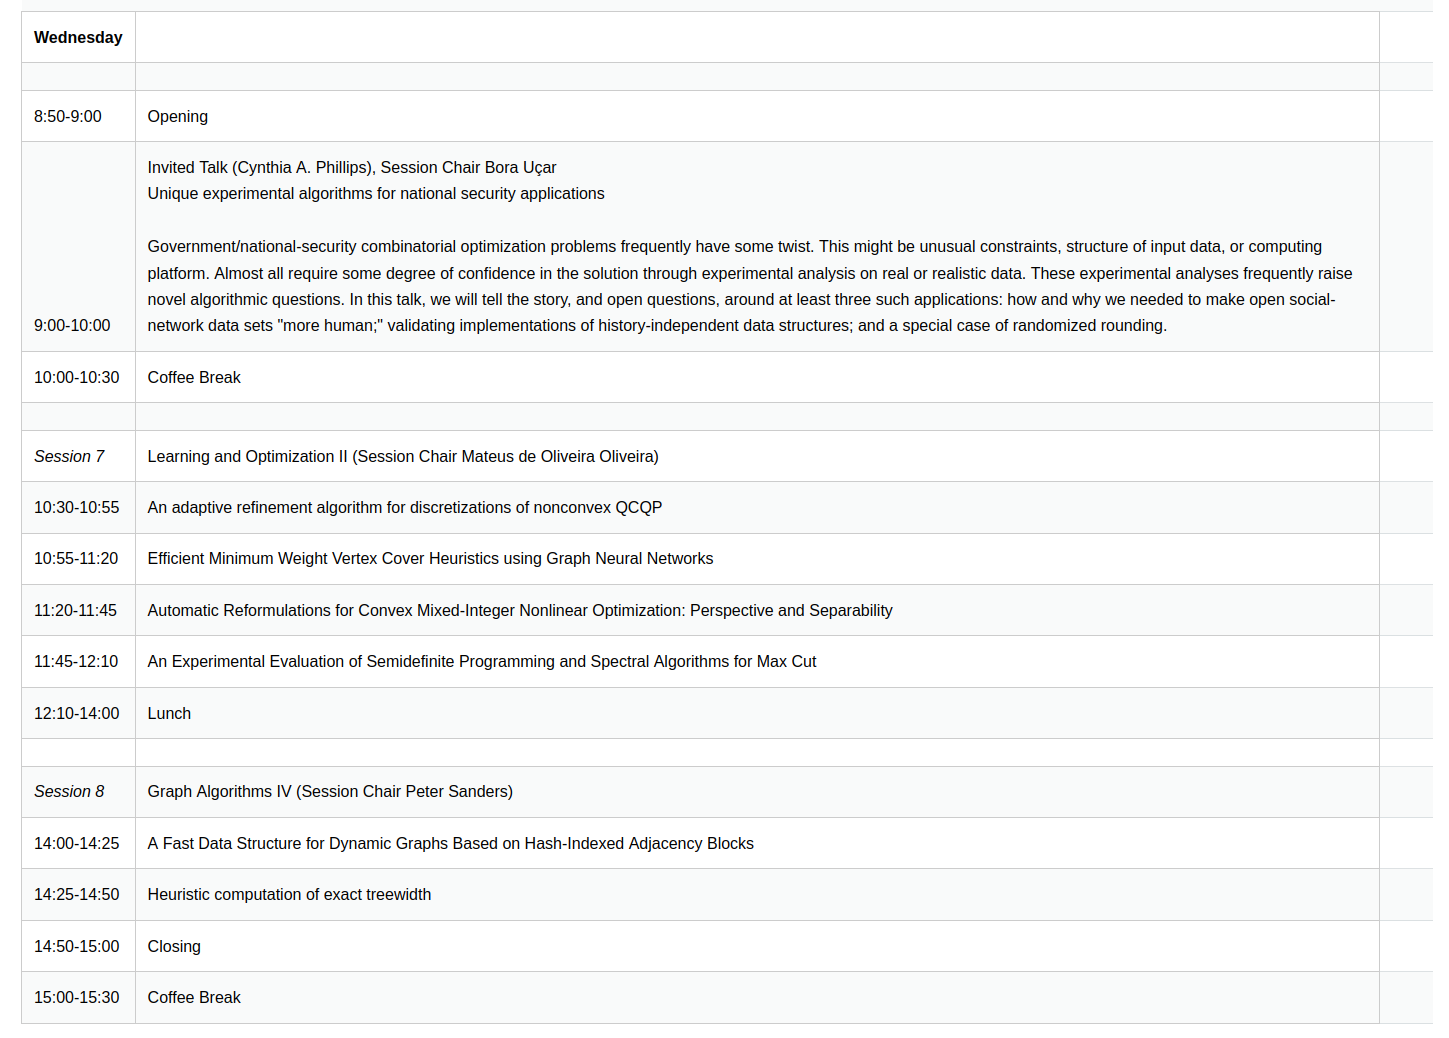 Wednesday
8:50-9:00 Opening
Invited Talk (Cynthia A. Phillips), Session Chair Bora Uçar
Unique experimental algorithms for national security applications
Government/national-security combinatorial optimization problems frequently have some twist. This might be unusual constraints, structure of input data, or computing
platform. Almost all require some degree of confidence in the solution through experimental analysis on real or realistic data. These experimental analyses frequently raise
novel algorithmic questions. In this talk, we will tell the story, and open questions, around at least three such applications: how and why we needed to make open social-
9:00-10:00 network data sets "more human;" validating implementations of history-independent data structures; and a special case of randomized rounding.
10:00-10:30 Coffee Break
Session 7 Learning and Optimization II (Session Chair Mateus de Oliveira Oliveira)
10:30-10:55 An adaptive refinement algorithm for discretizations of nonconvex QCQP
10:55-11:20 Efficient Minimum Weight Vertex Cover Heuristics using Graph Neural Networks
11:20-11:45 Automatic Reformulations for Convex Mixed-Integer Nonlinear Optimization: Perspective and Separability
11:45-12:10 An Experimental Evaluation of Semidefinite Programming and Spectral Algorithms for Max Cut
12:10-14:00 Lunch
Session 8 Graph Algorithms IV (Session Chair Peter Sanders)
14:00-14:25 A Fast Data Structure for Dynamic Graphs Based on Hash-Indexed Adjacency Blocks
14:25-14:50 Heuristic computation of exact treewidth
14:50-15:00 Closing
15:00-15:30 Coffee Break